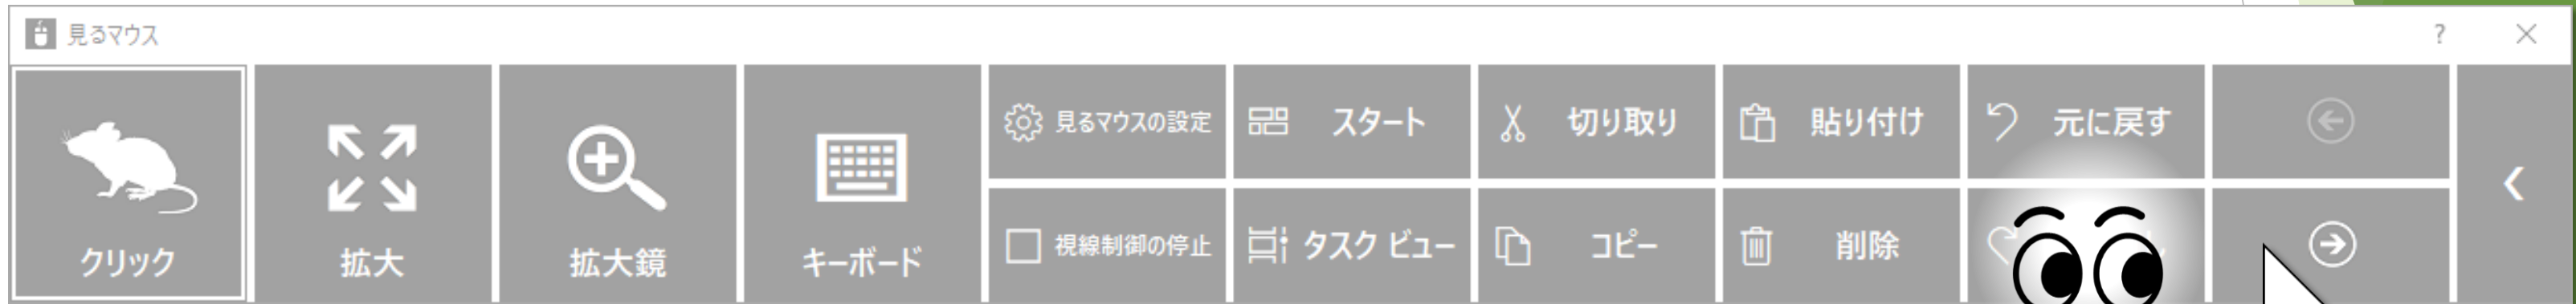 見るマウス ?
見るマウスの設定 スタート 切り取り 貼り付け 元に戻す
視線制御の停止 タスク ビュー コピー 削除
クリック 拡大 拡大鏡 キーボード